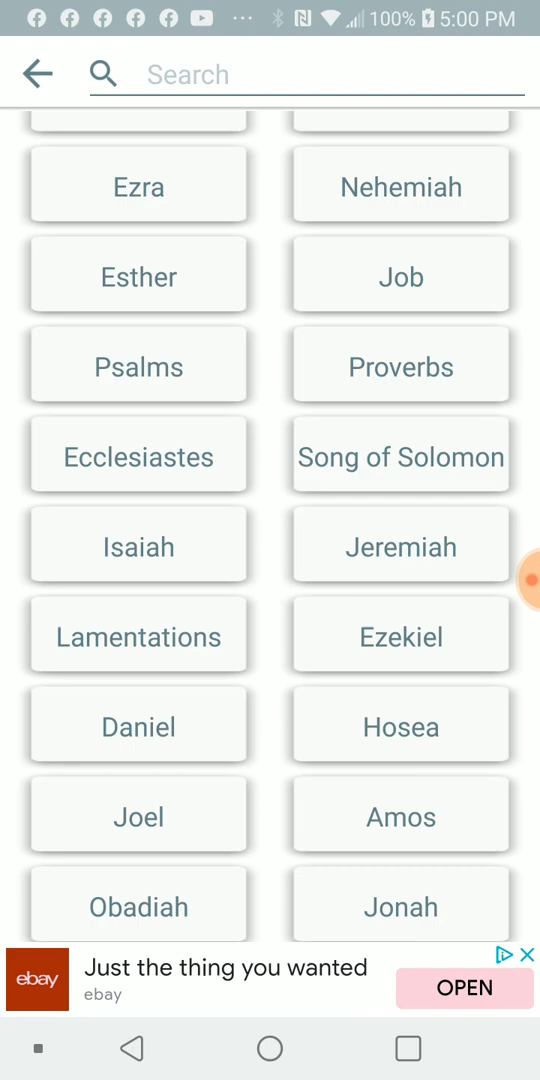 100% 5:00 PM
Search
Ezra Nehemiah
Esther Job
Psalms Proverbs
Ecclesiastes Song of Solomon
Isaiah Jeremiah
Lamentations Ezekiel
Daniel Hosea
Joel Amos
Obadiah Jonah
ebay Just the thing you wanted
ebay
OPEN